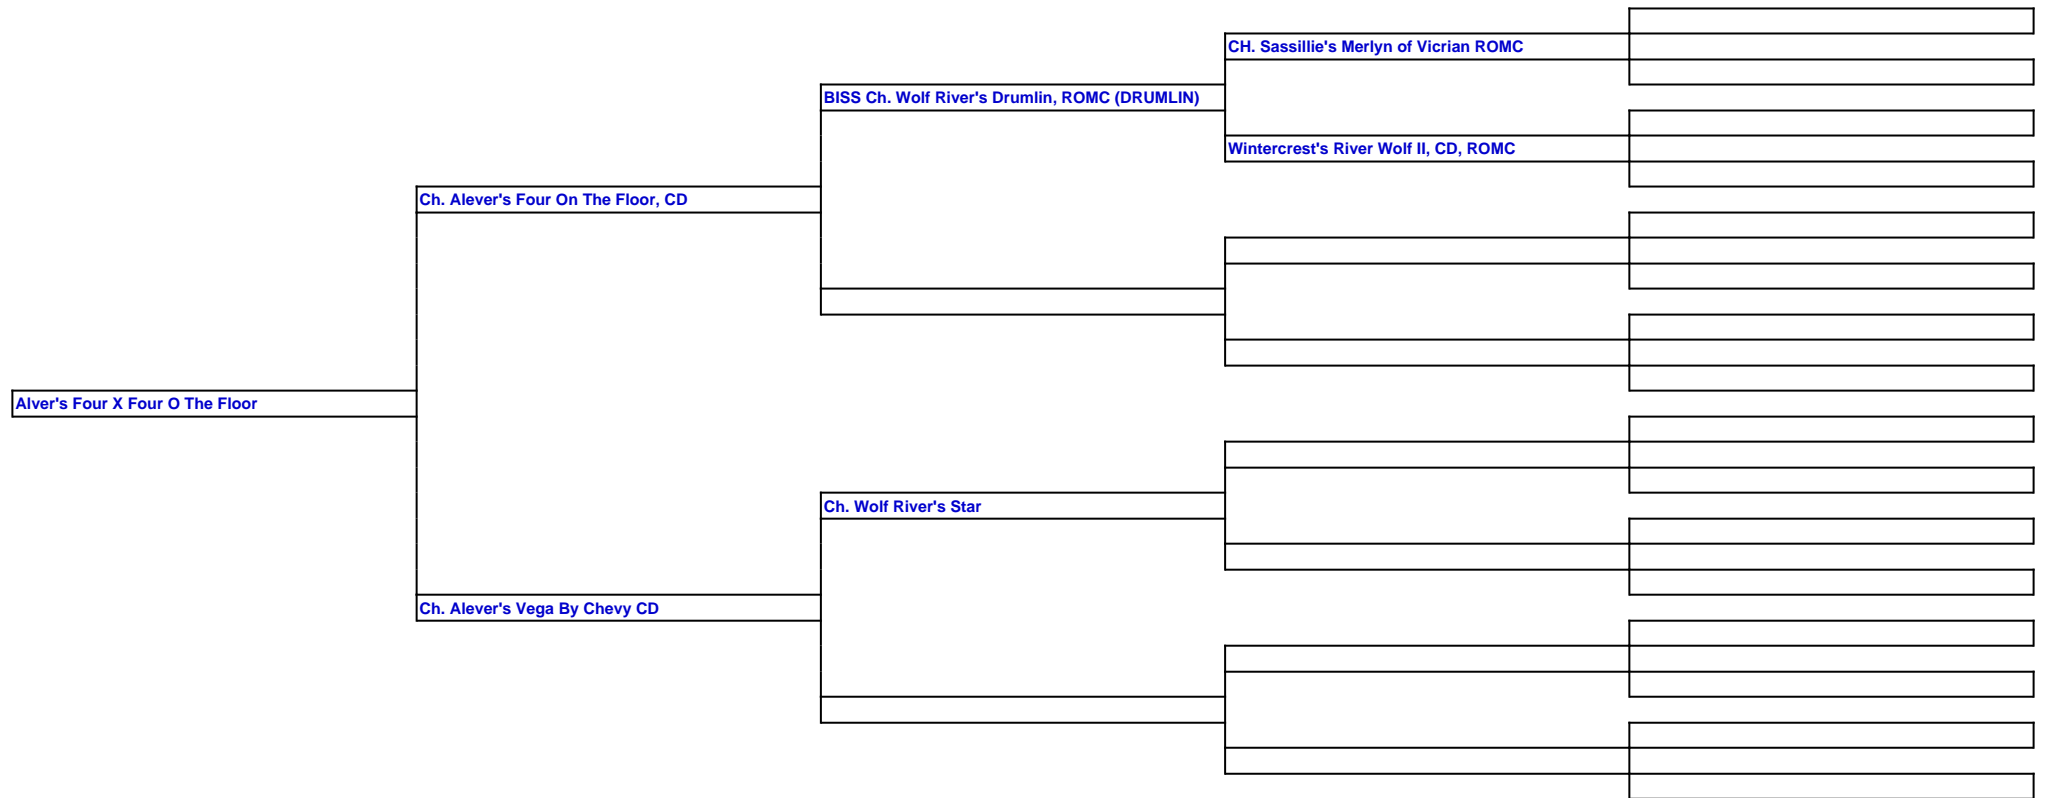 CH. Sassillie's Merlyn of Vicrian ROMC
BISS Ch. Wolf River's Drumlin, ROMC (DRUMLIN)
Wintercrest's River Wolf II, CD, ROMC
Ch. Alever's Four On The Floor, CD
Alver's Four X Four O The Floor
Ch. Wolf River's Star
Ch. Alever's Vega By Chevy CD